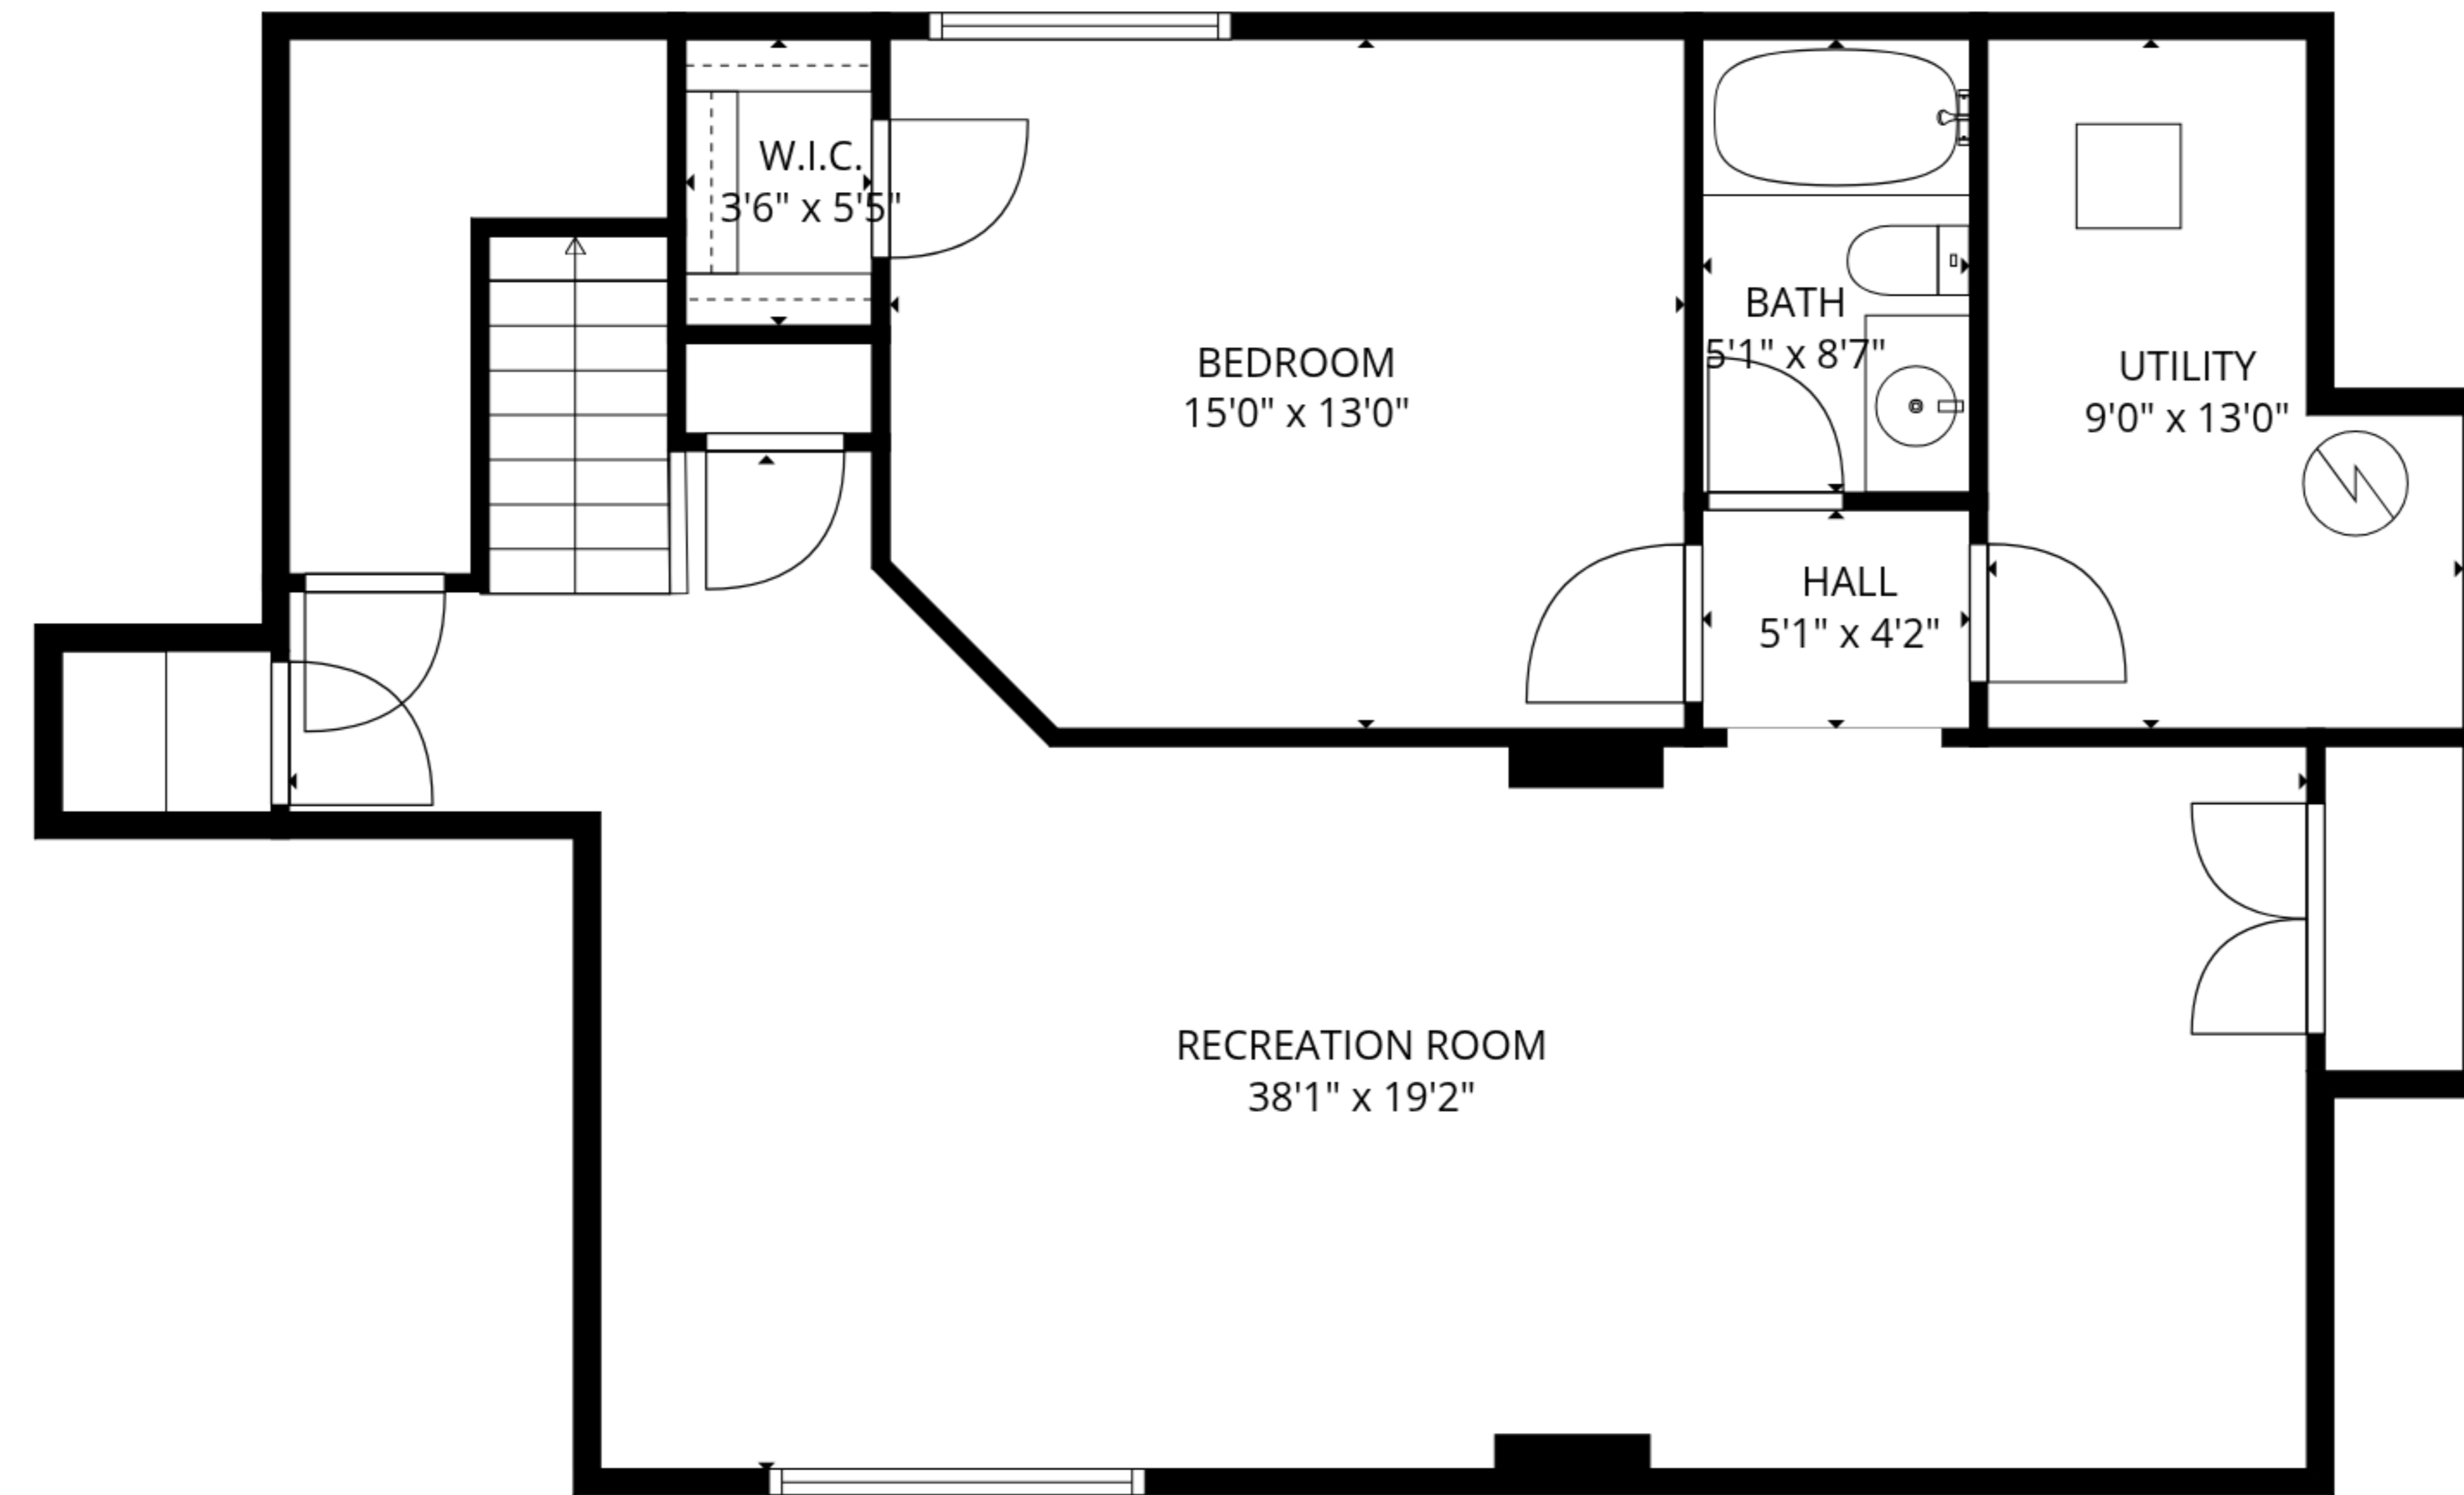 W.I.C.
3'6" x 5'5"
BEDROOM
15'0" x 13'0"
BATH
5'1" x 8'7"
UTILITY
9'0" x 13'0"
HALL
5'1" x 4'2"
RECREATION ROOM
38'1" x 19'2"